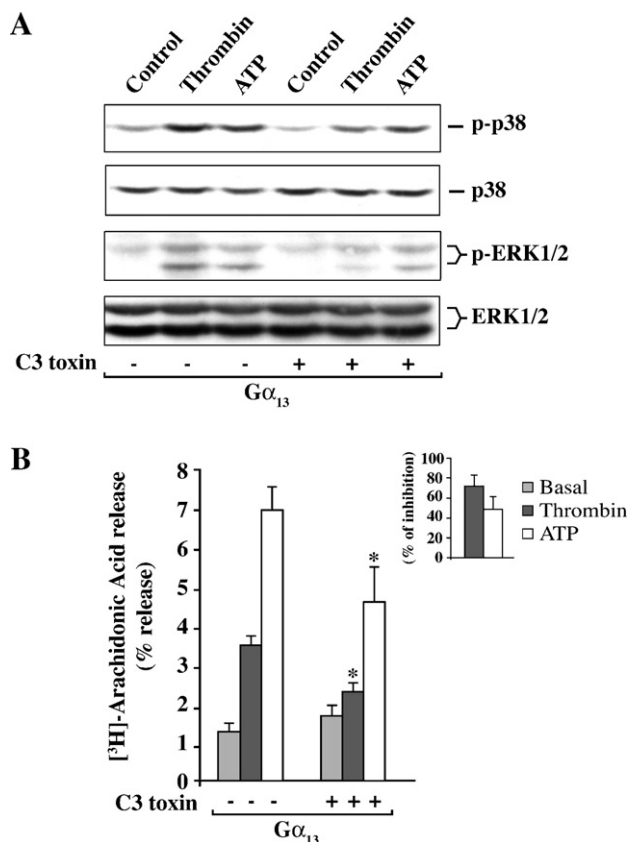 A
Control Thrombin ATP Control Thrombin ATP
p-p38
p38
p-ERK1/2
ERK1/2
C3 toxin - - - + + +
Gα₁₃
B
[³H]-Arachidonic Acid release
(% release)
8
7
6
5
4
3
2
1
0
* *
C3 toxin - - - + + +
Gα₁₃
(% of inhibition)
100
80
60
40
20
0
Basal
Thrombin
ATP